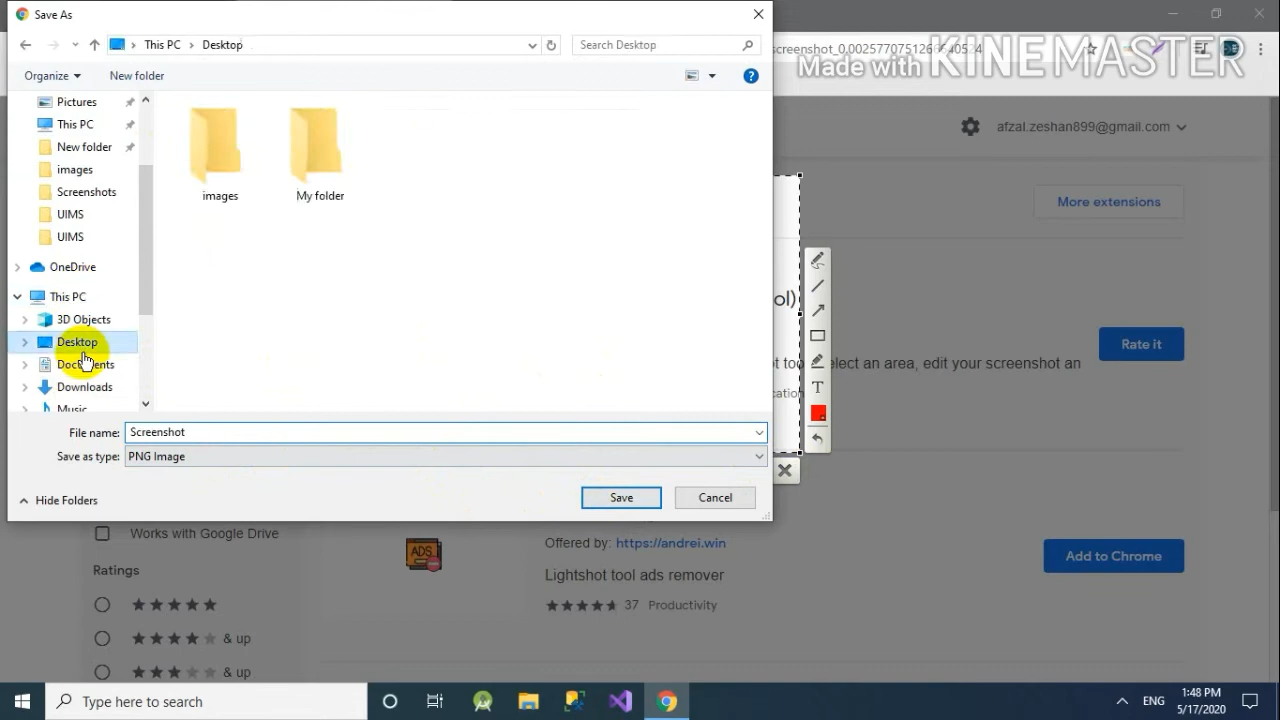 Save As
This PC
Desktop
Search Desktop
Organize
New folder
Pictures
This PC
New folder
images
Screenshots
UIMS
UIMS
OneDrive
This PC
3D Objects
Desktop
Documents
Downloads
Music
images
My folder
File name: Screenshot
Save as type: PNG Image
Hide Folders
Save
Cancel
Made with KINEMASTER
afzal.zeshan899@gmail.com
More extensions
ol)
Rate it
elect an area, edit your screenshot an
T
Works with Google Drive
Ratings
& up
& up
ADS
Offered by: https://andrei.win
Lightshot tool ads remover
37 Productivity
Add to Chrome
Type here to search
ENG
1:48 PM
5/17/2020